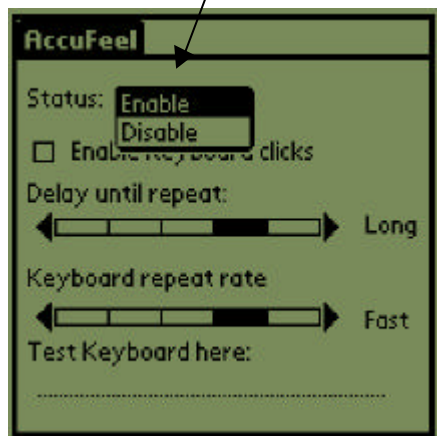 AccuFeel
Status: Enable
Disable
Enable Keyboard clicks
Delay until repeat:
Long
Keyboard repeat rate
Fast
Test Keyboard here: